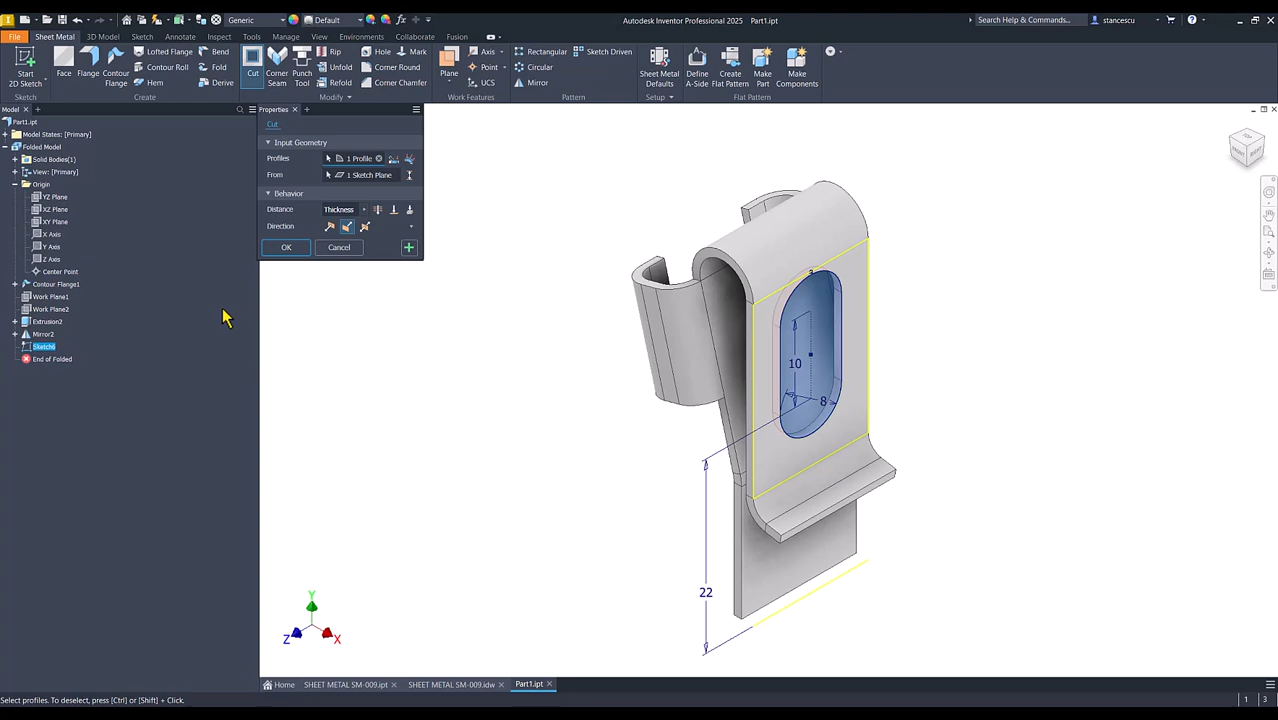 Generic Default Autodesk Inventor Professional 2025 Part1.ipt Search Help & Commands... stancescu
File Sheet Metal 3D Model Sketch Annotate Inspect Tools Manage View Environments Collaborate Fusion
Start 2D Sketch
Face
Flange
Contour Flange
Lofted Flange
Contour Roll
Hem
Bend
Fold
Derive
Cut
Corner Seam
Punch Tool
Rip
Unfold
Refold
Hole
Mark
Corner Round
Corner Chamfer
Plane
Axis
Point
UCS
Rectangular
Circular
Mirror
Sketch Driven
Sheet Metal Defaults
Define A-Side
Create Flat Pattern
Make Part
Make Components
Sketch Create Modify Work Features Pattern Setup Flat Pattern
Model
Part1.ipt
Model States: [Primary]
Folded Model
Solid Bodies(1)
View: [Primary]
Origin
YZ Plane
XZ Plane
XY Plane
X Axis
Y Axis
Z Axis
Center Point
Contour Flange1
Work Plane1
Work Plane2
Extrusion2
Mirror2
Sketch6
End of Folded
Properties
Cut
Input Geometry
Profiles 1 Profile
From 1 Sketch Plane
Behavior
Distance Thickness
Direction
OK Cancel
TOP
FRONT RIGHT
10
8
22
Y
Z X
Home SHEET METAL SM-009.ipt SHEET METAL SM-009.idw Part1.ipt
Select profiles. To deselect, press [Ctrl] or [Shift] + Click. 1 3